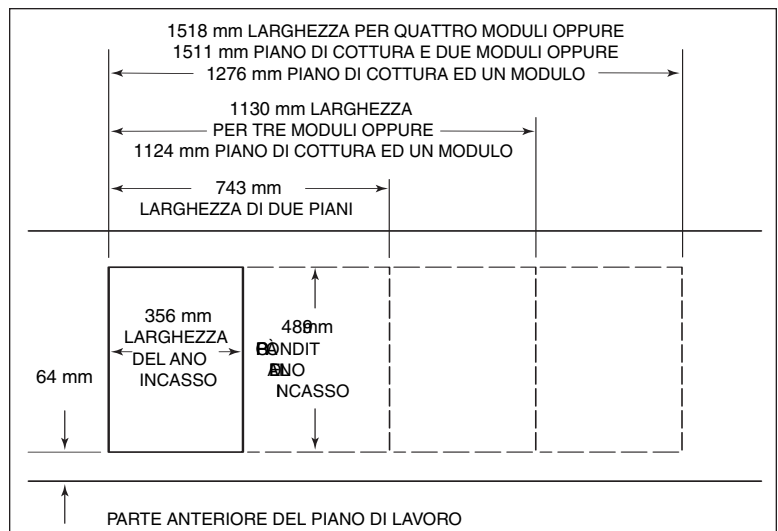 1518 mm LARGHEZZA PER QUATTRO MODULI OPPURE
1511 mm PIANO DI COTTURA E DUE MODULI OPPURE
1276 mm PIANO DI COTTURA ED UN MODULO
1130 mm LARGHEZZA
PER TRE MODULI OPPURE
1124 mm PIANO DI COTTURA ED UN MODULO
743 mm
LARGHEZZA DI DUE PIANI
356 mm
LARGHEZZA
DEL ANO
INCASSO
489mm
INCASSO
64 mm
PARTE ANTERIORE DEL PIANO DI LAVORO